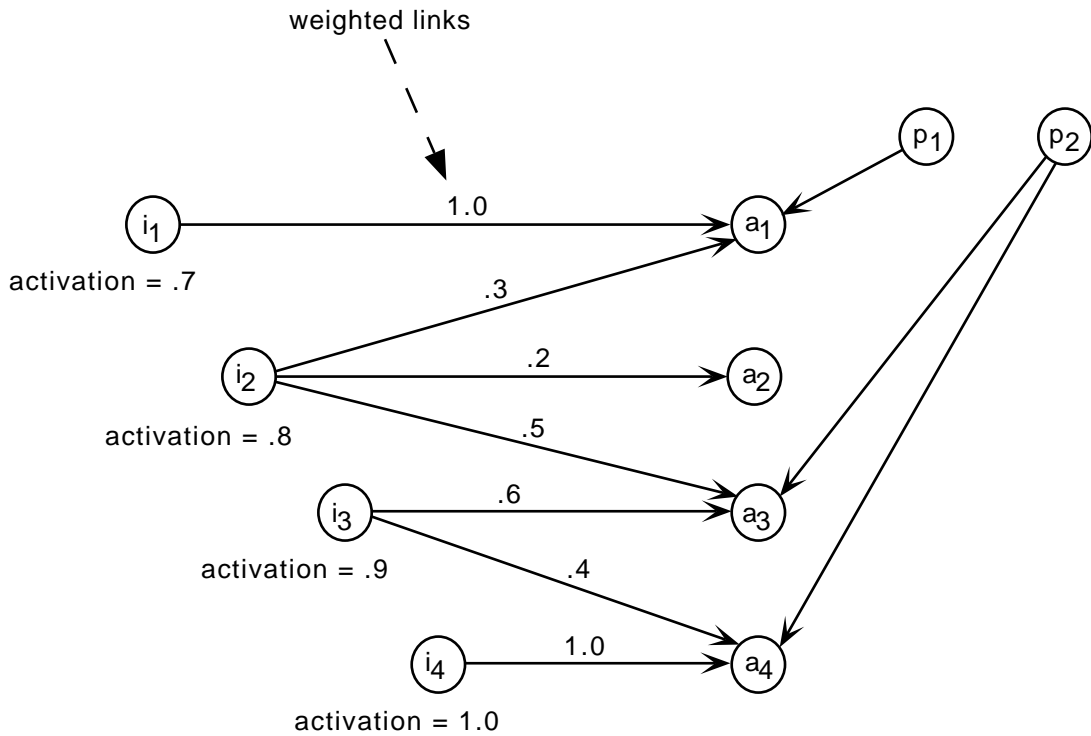 weighted links
p1
p2
1.0
i1
a1
activation = .7
.3
i2
.2
a2
activation = .8
.5
i3
.6
a3
activation = .9
.4
i4
1.0
a4
activation = 1.0